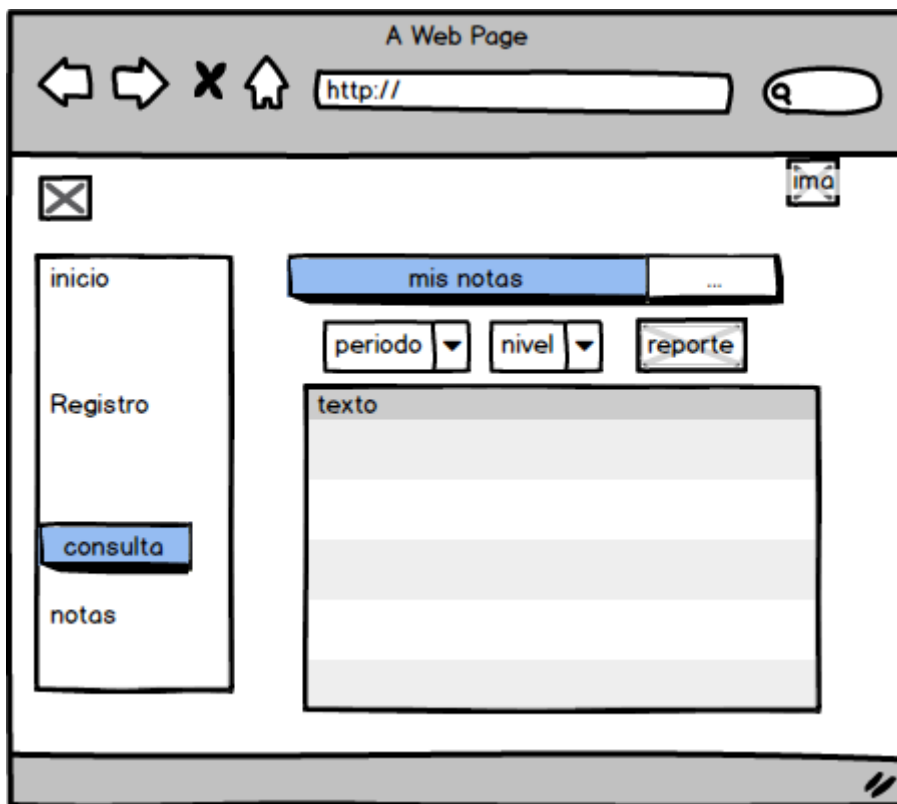 A Web Page
http://
ima
inicio
mis notas
...
periodo
nivel
reporte
Registro
texto
consulta
notas